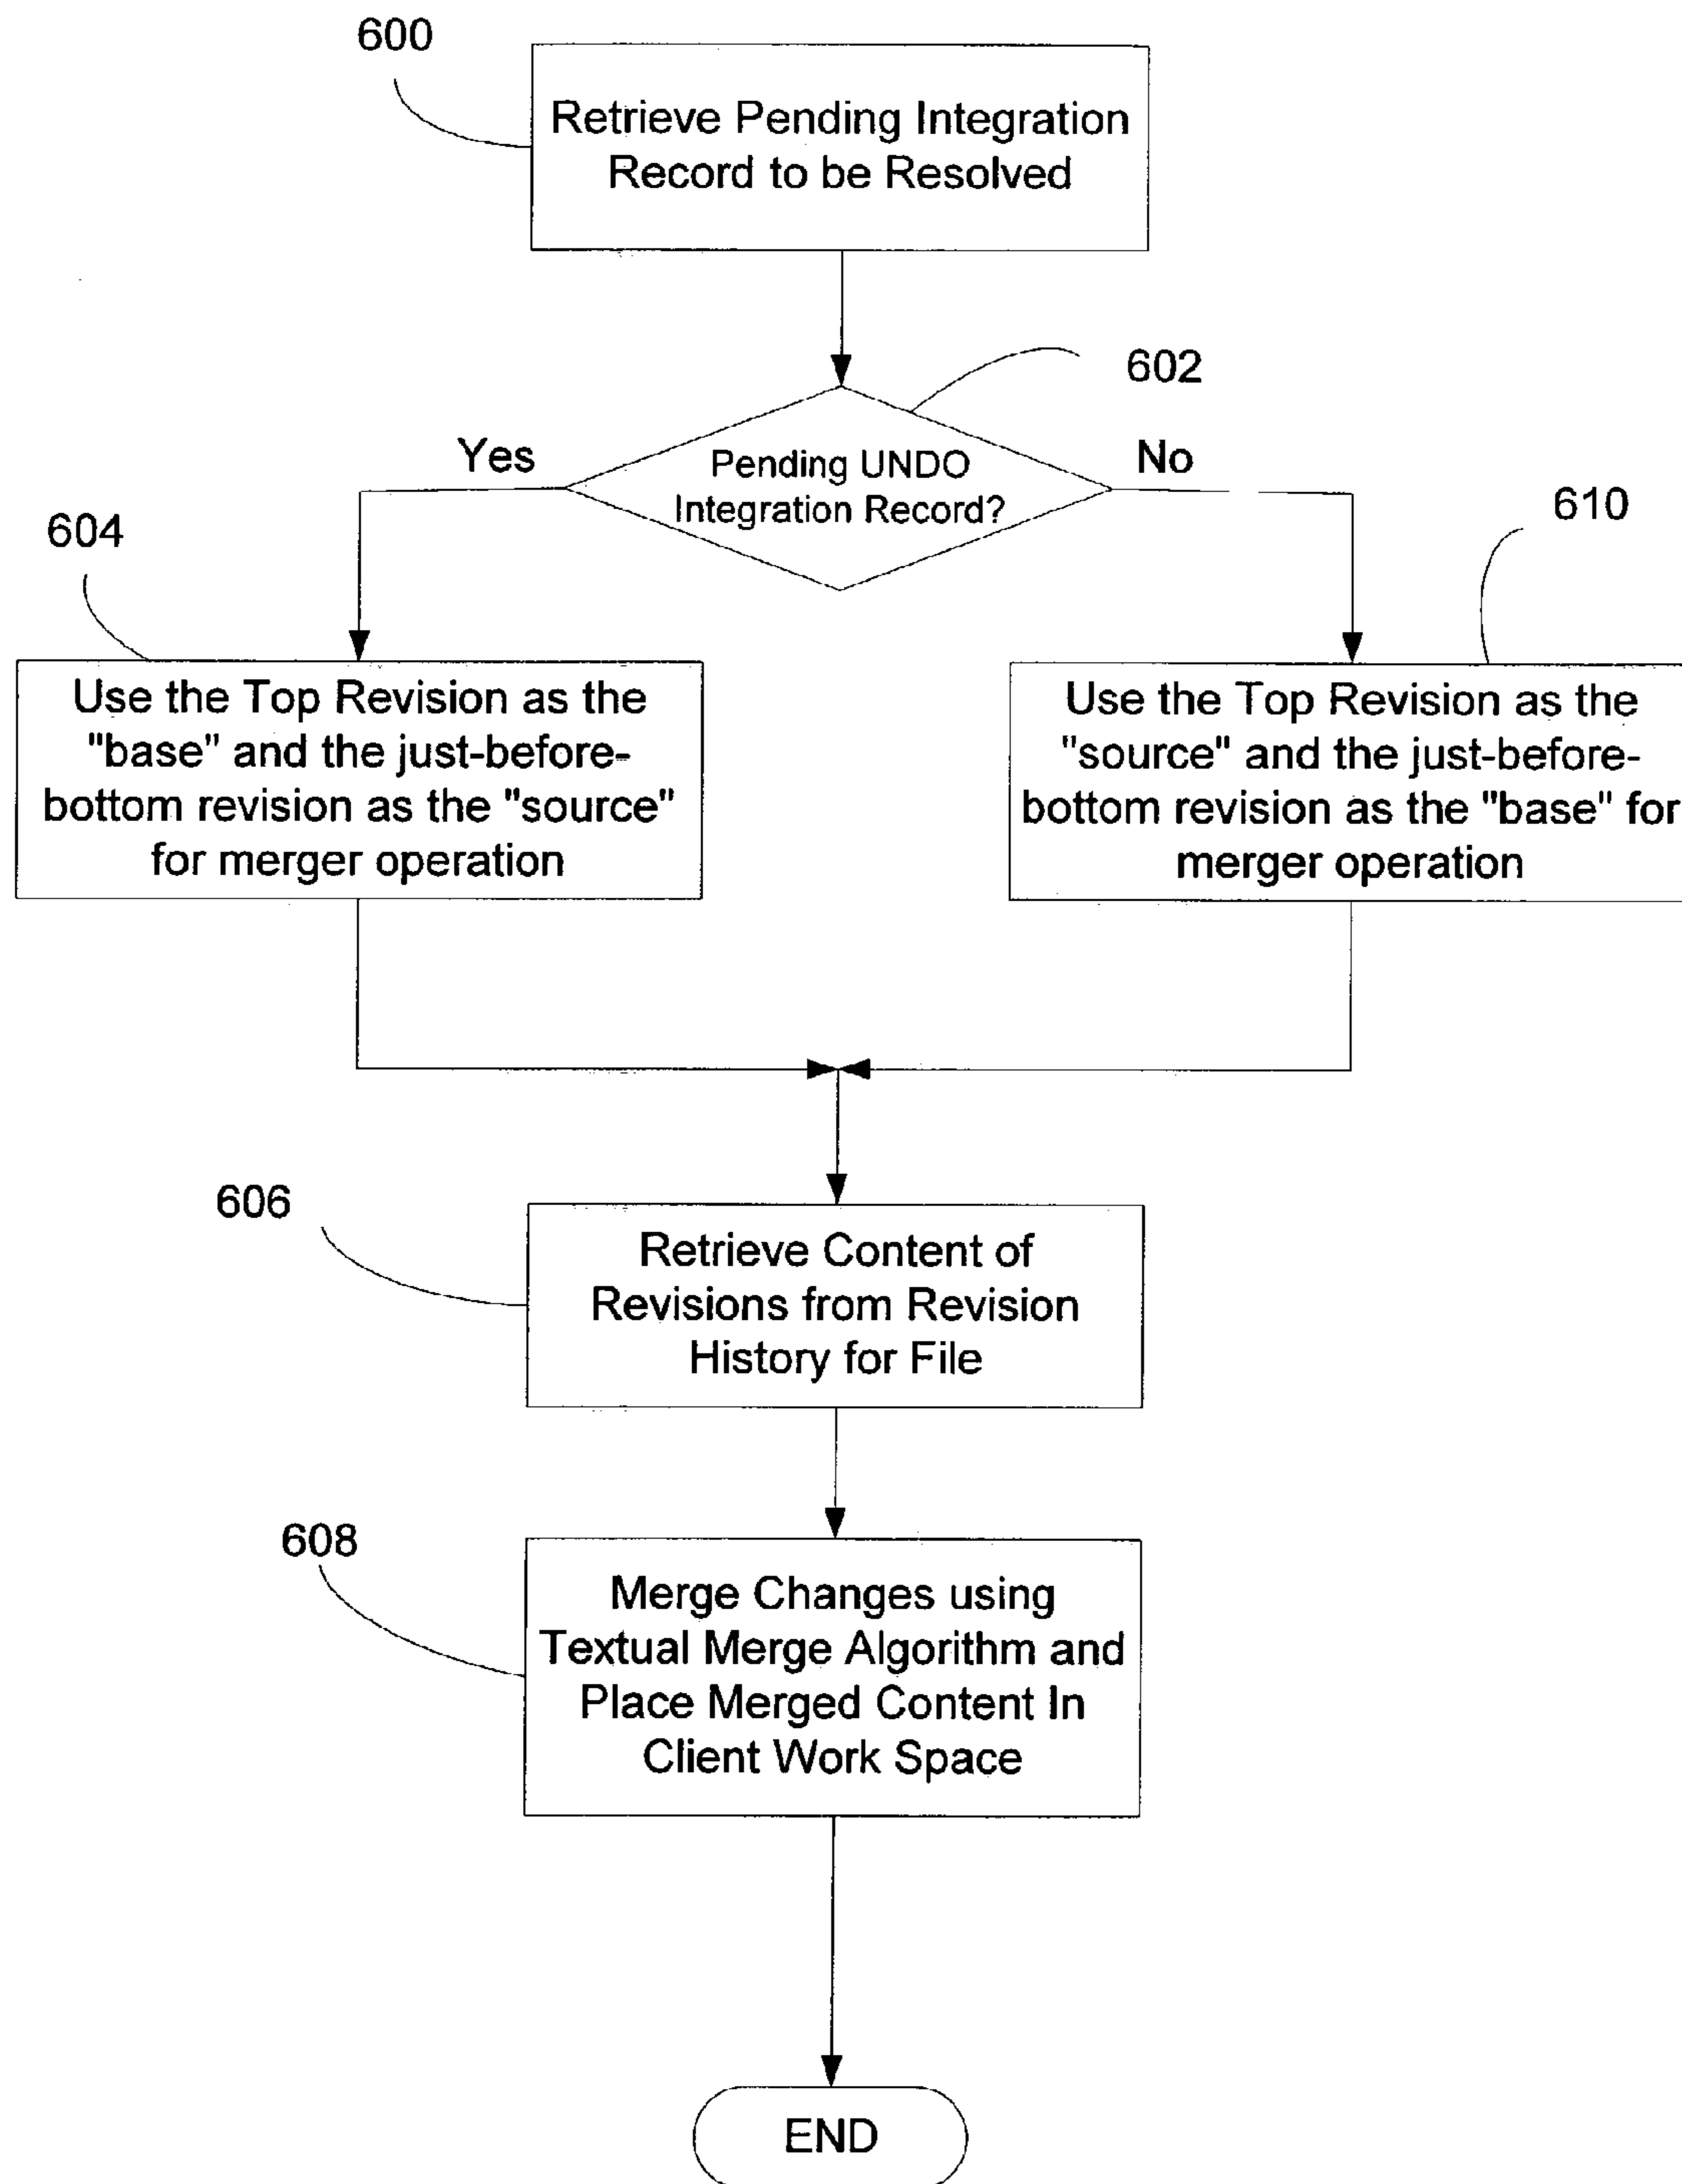 600
Retrieve Pending Integration
Record to be Resolved
602
Yes
Pending UNDO
Integration Record?
No
604
610
Use the Top Revision as the
"base" and the just-before-
bottom revision as the "source"
for merger operation
Use the Top Revision as the
"source" and the just-before-
bottom revision as the "base" for
merger operation
606
Retrieve Content of
Revisions from Revision
History for File
608
Merge Changes using
Textual Merge Algorithm and
Place Merged Content In
Client Work Space
END